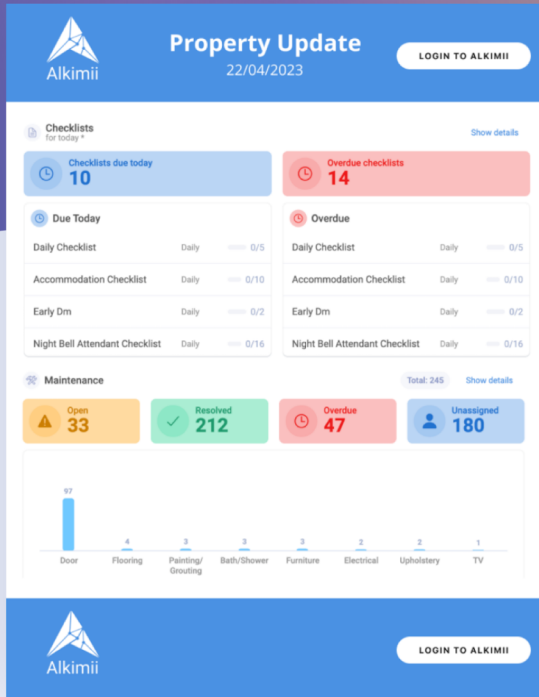 Alkimii
Property Update
22/04/2023
LOGIN TO ALKIMII
Checklists
for today *
Show details
Checklists due today
10
Overdue checklists
14
Due Today
Daily Checklist Daily 0/5
Accommodation Checklist Daily 0/10
Early Dm Daily 0/2
Night Bell Attendant Checklist Daily 0/16
Overdue
Daily Checklist Daily 0/5
Accommodation Checklist Daily 0/10
Early Dm Daily 0/2
Night Bell Attendant Checklist Daily 0/16
Maintenance
Total: 245
Show details
Open
33
Resolved
212
Overdue
47
Unassigned
180
97 4 3 3 3 2 2 1
Door Flooring Painting/ Bath/Shower Furniture Electrical Upholstery TV
Grouting
Alkimii
LOGIN TO ALKIMII